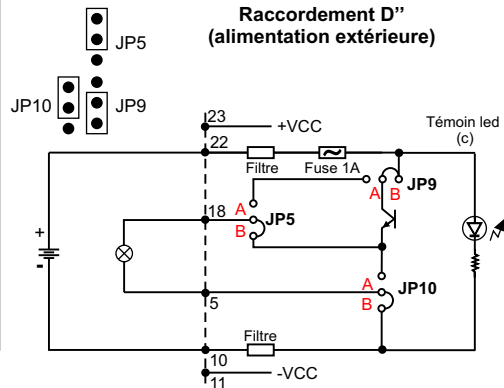 Raccordement D’’
(alimentation extérieure)
JP5
JP10
JP9
23
+VCC
22
Filtre
Fuse 1A
Témoin led
(c)
JP9
A
B
18
A
JP5
B
+
-
A
JP10
B
5
Filtre
10
-VCC
11